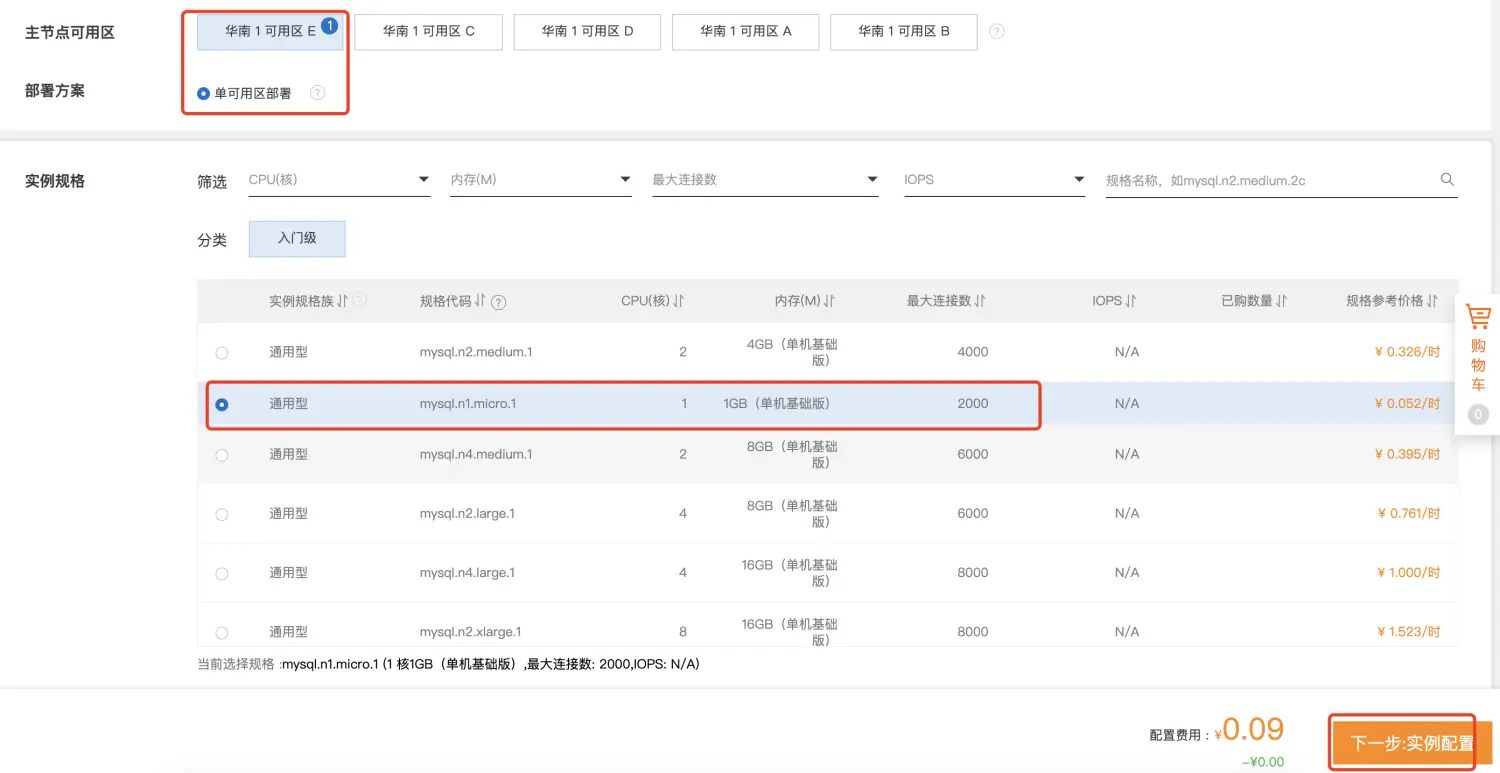 主节点可用区
华南 1 可用区 E 1
华南 1 可用区 C
华南 1 可用区 D
华南 1 可用区 A
华南 1 可用区 B
?
部署方案
单可用区部署 ?
实例规格
筛选
CPU(核)
内存(M)
最大连接数
IOPS
规格名称，如mysql.n2.medium.2c
分类
入门级
实例规格族 ? 规格代码 ? CPU(核) 内存(M) 最大连接数 IOPS 已购数量 规格参考价格
通用型 mysql.n2.medium.1 2 4GB（单机基础
版） 4000 N/A ¥ 0.326/时
通用型 mysql.n1.micro.1 1 1GB（单机基础版） 2000 N/A ¥ 0.052/时
通用型 mysql.n4.medium.1 2 8GB（单机基础
版） 6000 N/A ¥ 0.395/时
通用型 mysql.n2.large.1 4 8GB（单机基础
版） 6000 N/A ¥ 0.761/时
通用型 mysql.n4.large.1 4 16GB（单机基础
版） 8000 N/A ¥ 1.000/时
通用型 mysql.n2.xlarge.1 8 16GB（单机基础
版） 8000 N/A ¥ 1.523/时
当前选择规格 :mysql.n1.micro.1 (1 核1GB（单机基础版）,最大连接数: 2000,IOPS: N/A)
购
物
车
0
配置费用：¥0.09
-¥0.00
下一步:实例配置